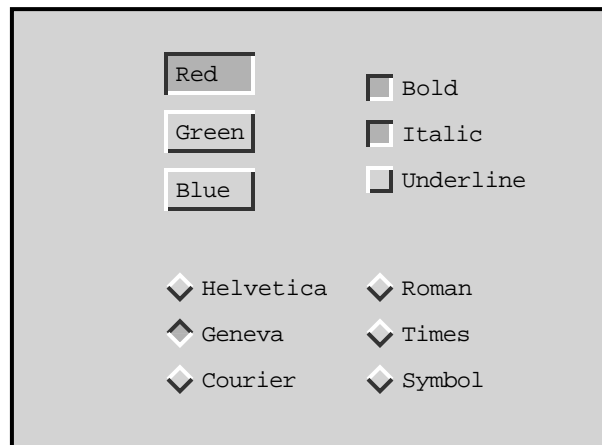 Red
Green
Blue
Bold
Italic
Underline
Helvetica
Geneva
Courier
Roman
Times
Symbol